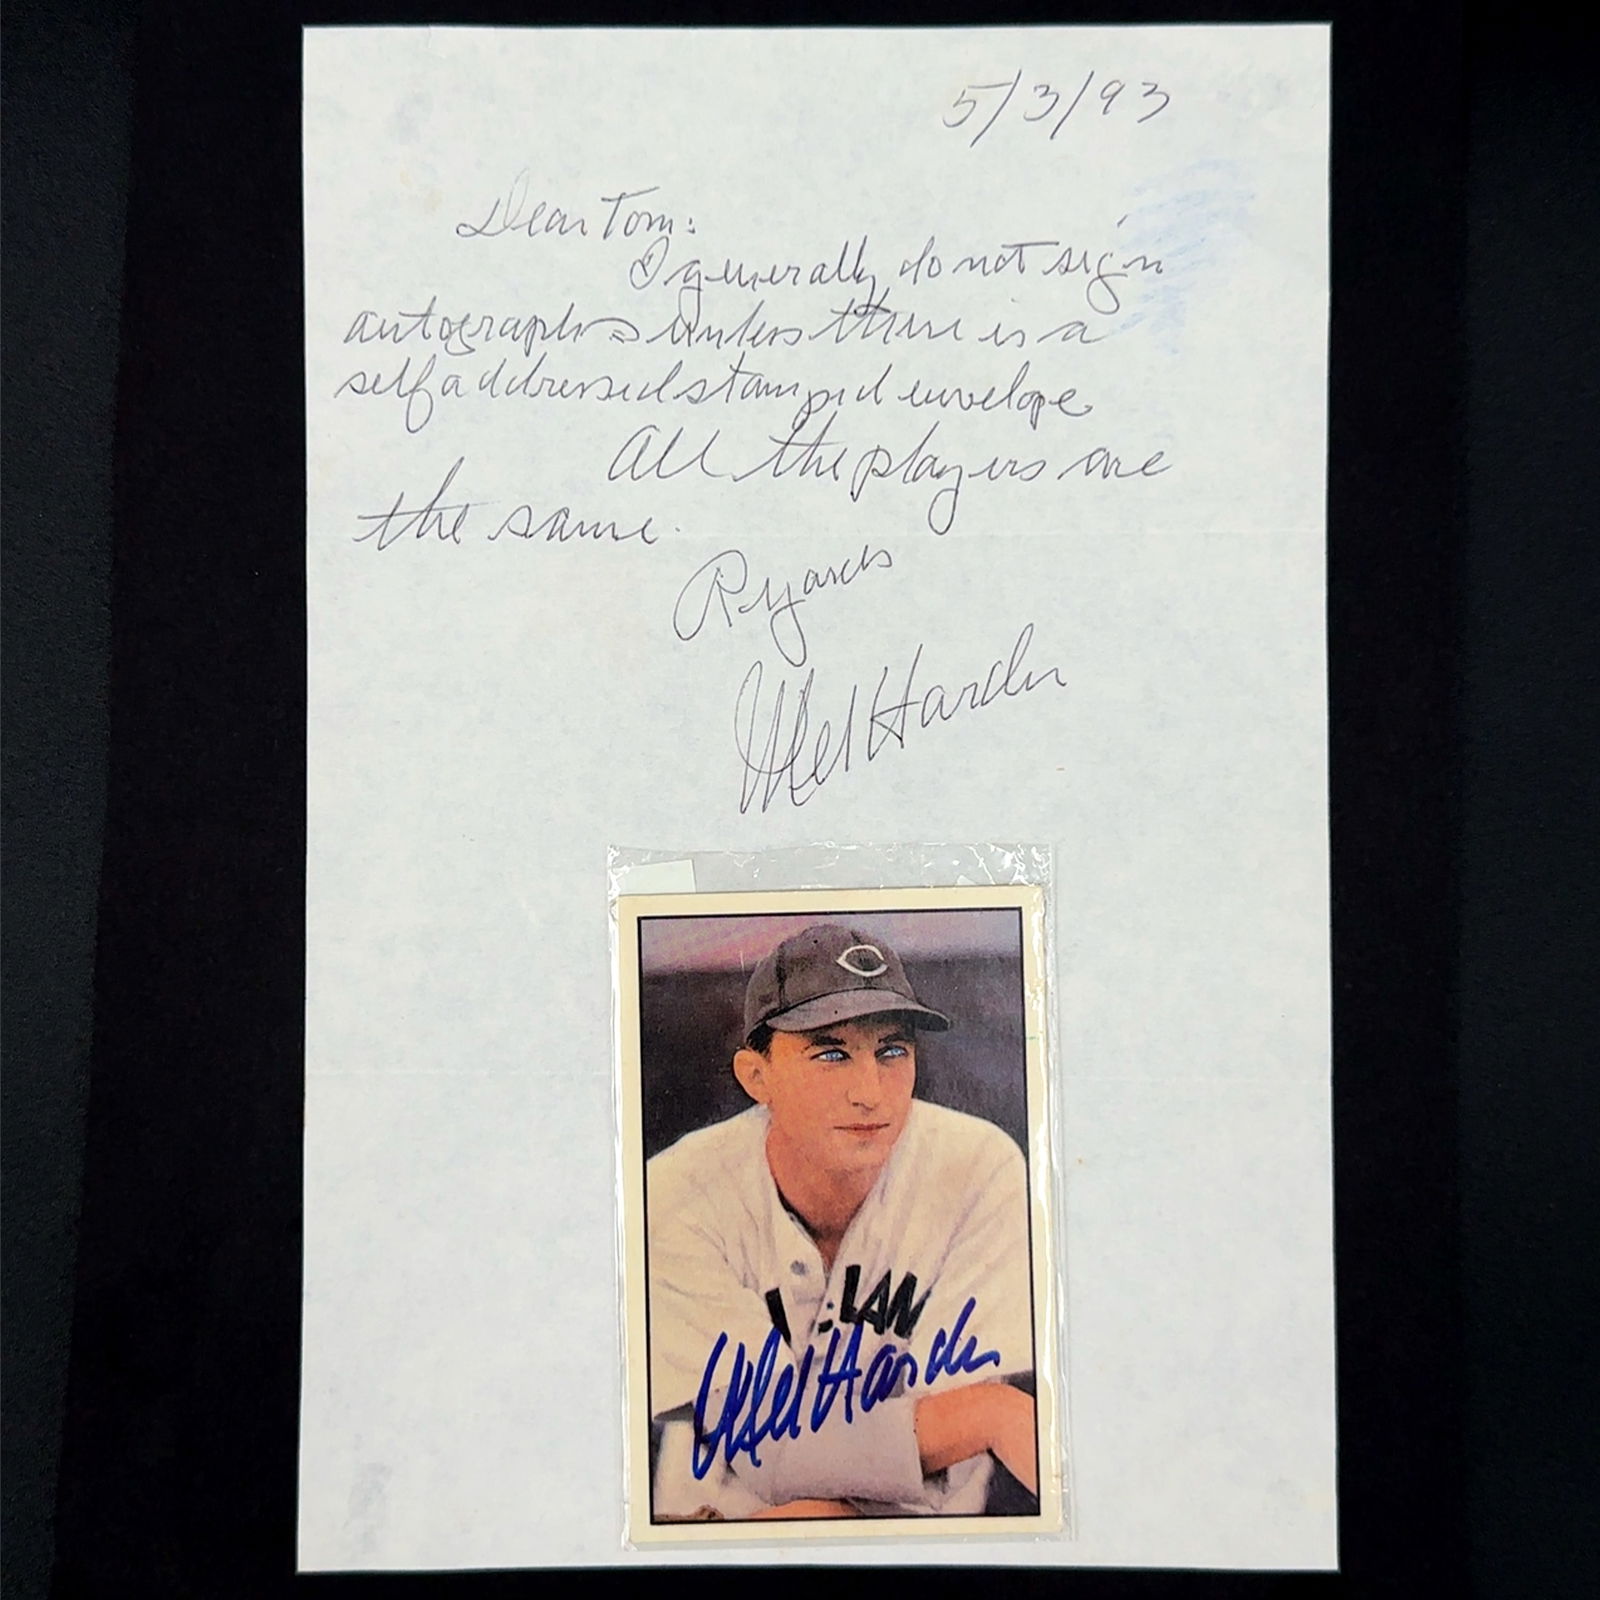 5/3/93
Dear Tom:
I generally do not sign
autographs unless there is a
self addressed stamped envelope
All the players are
the same.
Regards
Mel Harder
C
LAN
Mel Harder